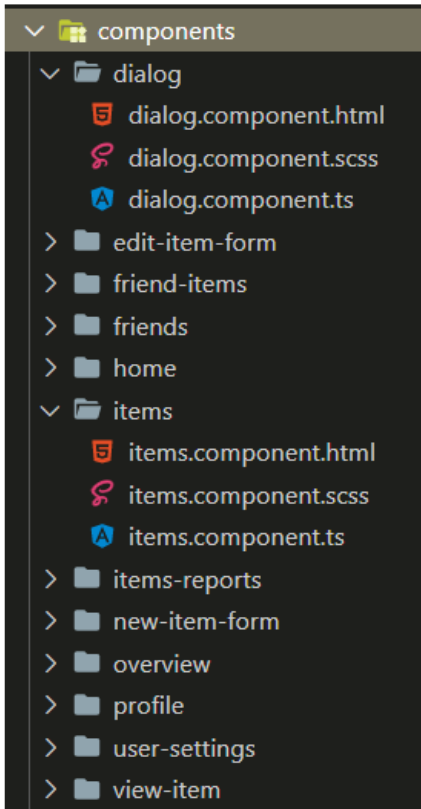 components
dialog
dialog.component.html
dialog.component.scss
dialog.component.ts
edit-item-form
friend-items
friends
home
items
items.component.html
items.component.scss
items.component.ts
items-reports
new-item-form
overview
profile
user-settings
view-item